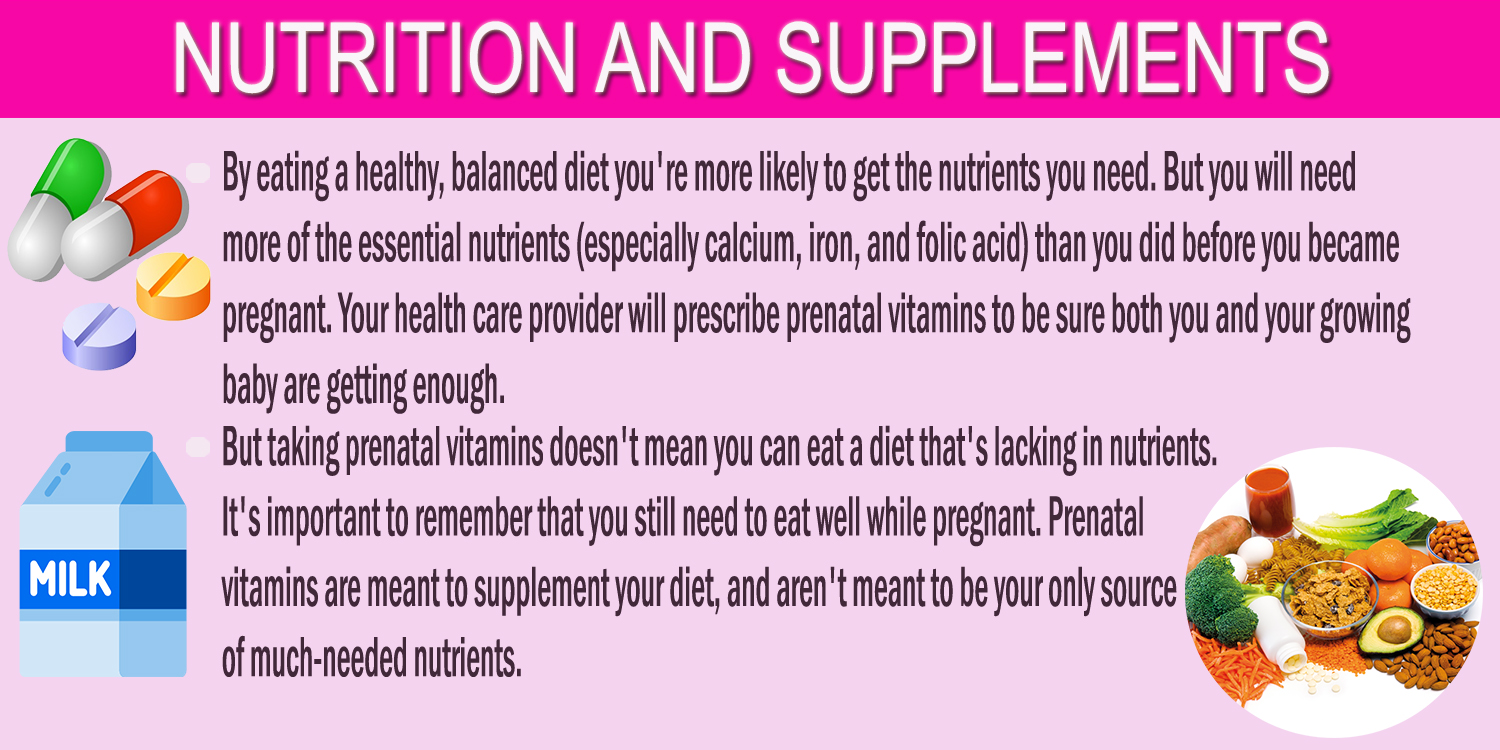 NUTRITION AND SUPPLEMENTS
By eating a healthy, balanced diet you're more likely to get the nutrients you need. But you will need
more of the essential nutrients (especially calcium, iron, and folic acid) than you did before you became
pregnant. Your health care provider will prescribe prenatal vitamins to be sure both you and your growing
baby are getting enough.
But taking prenatal vitamins doesn't mean you can eat a diet that's lacking in nutrients.
It's important to remember that you still need to eat well while pregnant. Prenatal
vitamins are meant to supplement your diet, and aren't meant to be your only source
of much-needed nutrients.
MILK